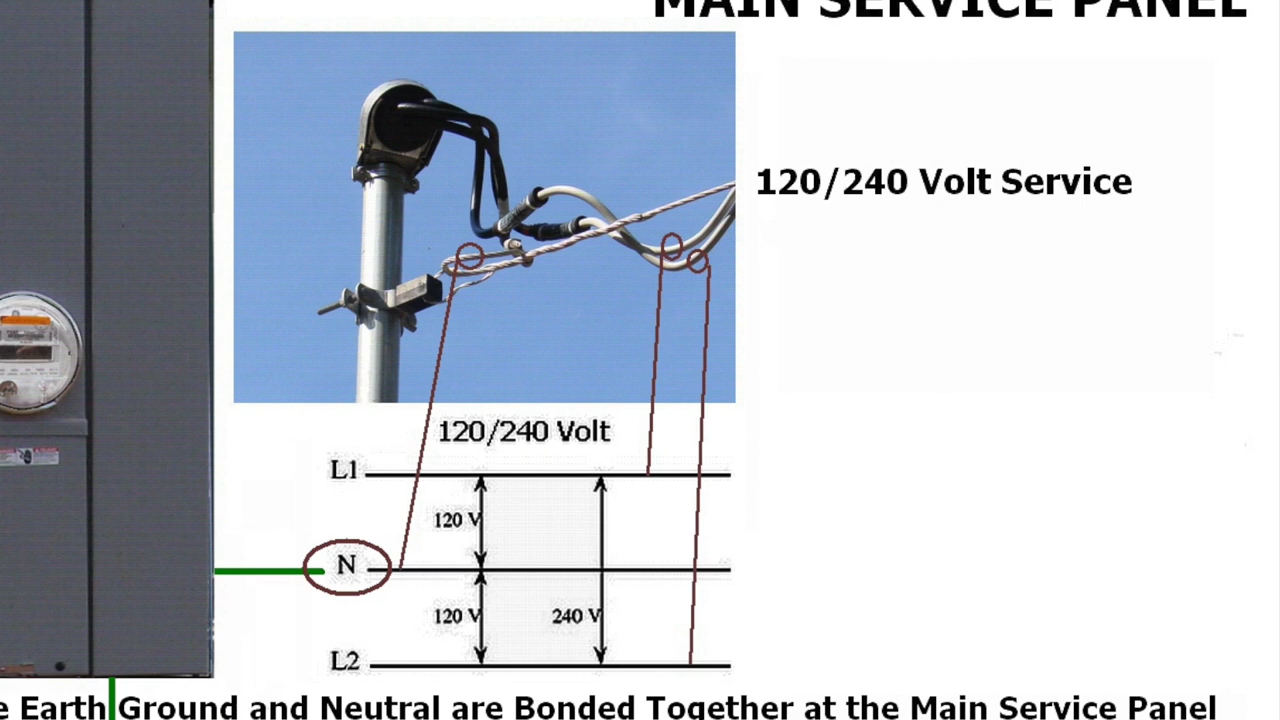 MAIN SERVICE PANEL
120/240 Volt Service
120/240 Volt
L1
120 V
N
120 V
240 V
L2
Earth Ground and Neutral are Bonded Together at the Main Service Panel